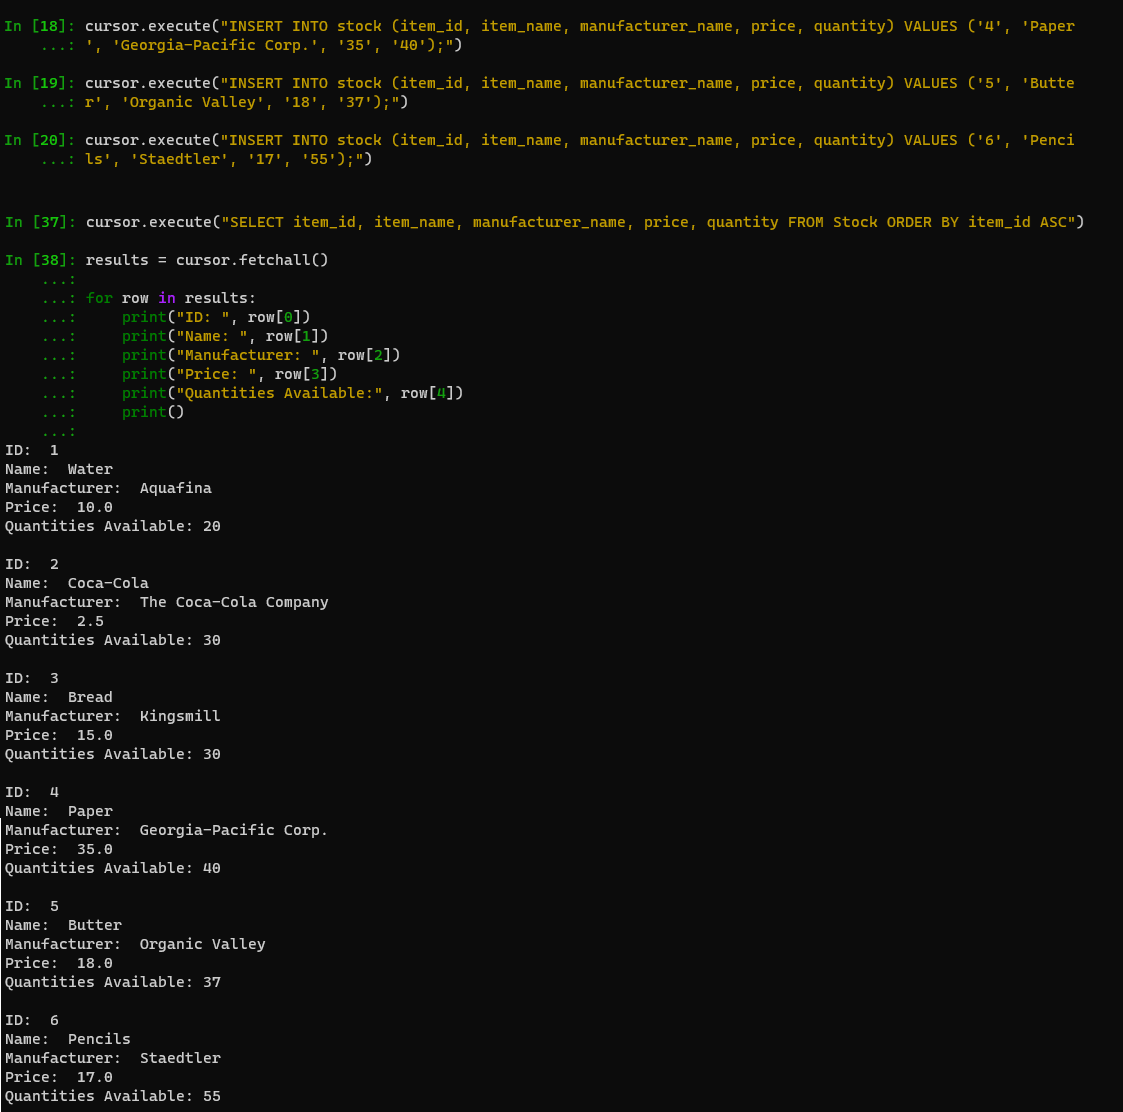 In [18]: cursor.execute("INSERT INTO stock (item_id, item_name, manufacturer_name, price, quantity) VALUES ('4', 'Paper
    ...: ', 'Georgia-Pacific Corp.', '35', '40');")
In [19]: cursor.execute("INSERT INTO stock (item_id, item_name, manufacturer_name, price, quantity) VALUES ('5', 'Butte
    ...: r', 'Organic Valley', '18', '37');")
In [20]: cursor.execute("INSERT INTO stock (item_id, item_name, manufacturer_name, price, quantity) VALUES ('6', 'Penci
    ...: ls', 'Staedtler', '17', '55');")
In [37]: cursor.execute("SELECT item_id, item_name, manufacturer_name, price, quantity FROM Stock ORDER BY item_id ASC")
In [38]: results = cursor.fetchall()
    ...:
    ...: for row in results:
    ...:     print("ID: ", row[0])
    ...:     print("Name: ", row[1])
    ...:     print("Manufacturer: ", row[2])
    ...:     print("Price: ", row[3])
    ...:     print("Quantities Available:", row[4])
    ...:     print()
    ...:
ID:  1
Name:  Water
Manufacturer:  Aquafina
Price:  10.0
Quantities Available: 20
ID:  2
Name:  Coca-Cola
Manufacturer:  The Coca-Cola Company
Price:  2.5
Quantities Available: 30
ID:  3
Name:  Bread
Manufacturer:  Kingsmill
Price:  15.0
Quantities Available: 30
ID:  4
Name:  Paper
Manufacturer:  Georgia-Pacific Corp.
Price:  35.0
Quantities Available: 40
ID:  5
Name:  Butter
Manufacturer:  Organic Valley
Price:  18.0
Quantities Available: 37
ID:  6
Name:  Pencils
Manufacturer:  Staedtler
Price:  17.0
Quantities Available: 55